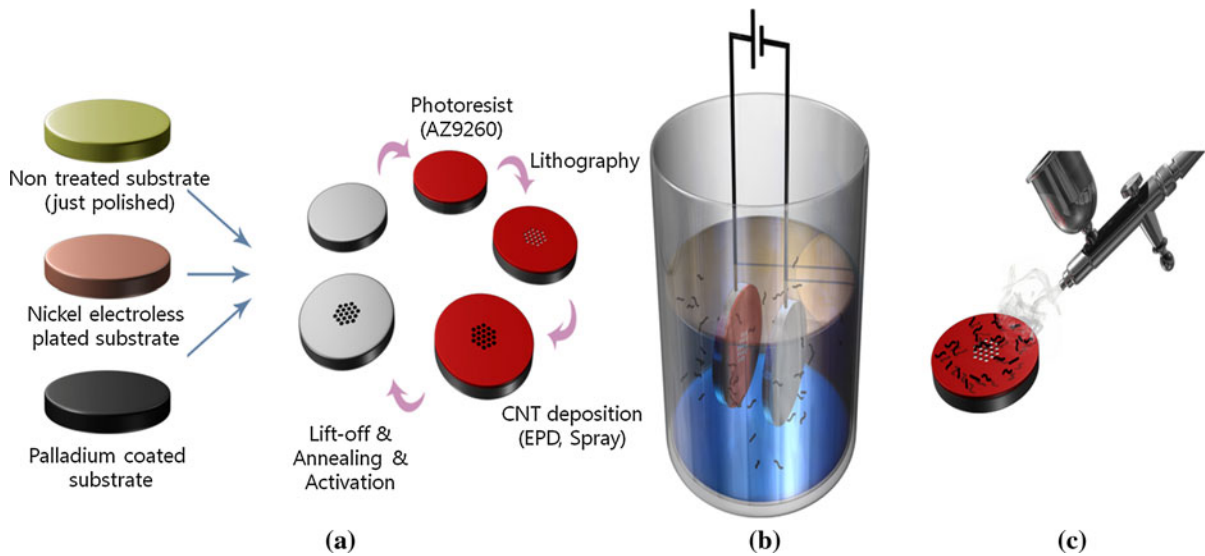 Non treated substrate
(just polished)
Nickel electroless
plated substrate
Palladium coated
substrate
Photoresist
(AZ9260)
Lithography
CNT deposition
(EPD, Spray)
Lift-off &
Annealing &
Activation
(a)
(b)
(c)